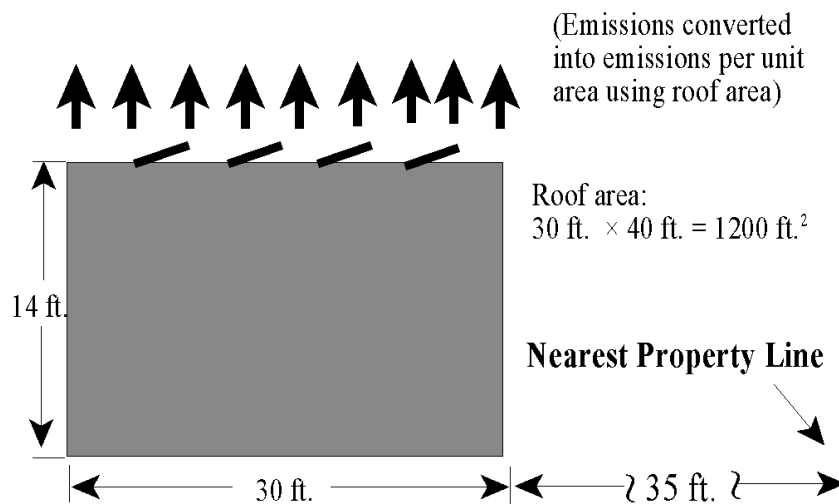 (Emissions converted
into emissions per unit
area using roof area)
Roof area:
30 ft. × 40 ft. = 1200 ft.²
14 ft.
Nearest Property Line
30 ft.
35 ft.